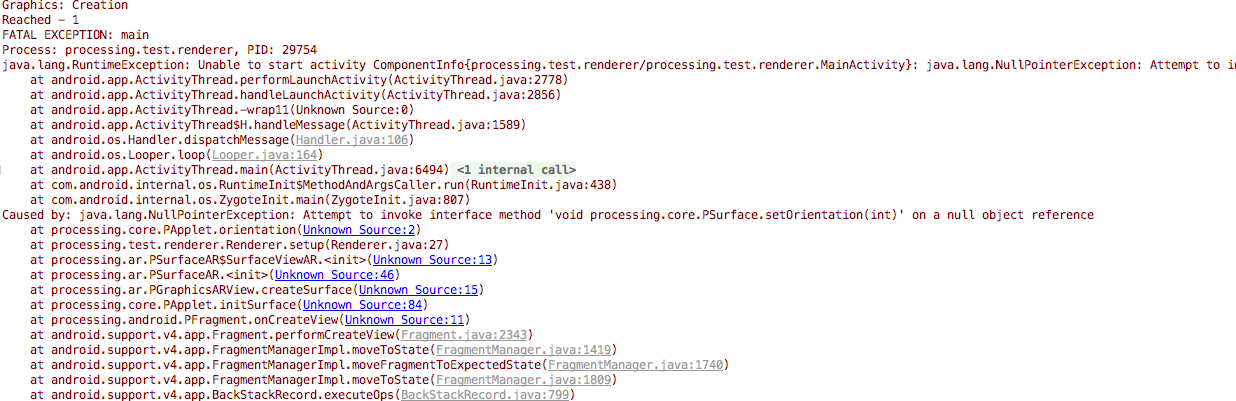 Graphics: Creation
Reached - 1
FATAL EXCEPTION: main
Process: processing.test.renderer, PID: 29754
java.lang.RuntimeException: Unable to start activity ComponentInfo{processing.test.renderer/processing.test.renderer.MainActivity}: java.lang.NullPointerException: Attempt to in
at android.app.ActivityThread.performLaunchActivity(ActivityThread.java:2778)
at android.app.ActivityThread.handleLaunchActivity(ActivityThread.java:2856)
at android.app.ActivityThread.-wrap11(Unknown Source:0)
at android.app.ActivityThread$H.handleMessage(ActivityThread.java:1589)
at android.os.Handler.dispatchMessage(Handler.java:106)
at android.os.Looper.loop(Looper.java:164)
at android.app.ActivityThread.main(ActivityThread.java:6494) <1 internal call>
at com.android.internal.os.RuntimeInit$MethodAndArgsCaller.run(RuntimeInit.java:438)
at com.android.internal.os.ZygoteInit.main(ZygoteInit.java:807)
Caused by: java.lang.NullPointerException: Attempt to invoke interface method 'void processing.core.PSurface.setOrientation(int)' on a null object reference
at processing.core.PApplet.orientation(Unknown Source:2)
at processing.test.renderer.Renderer.setup(Renderer.java:27)
at processing.ar.PSurfaceAR$SurfaceViewAR.<init>(Unknown Source:13)
at processing.ar.PSurfaceAR.<init>(Unknown Source:46)
at processing.ar.PGraphicsARView.createSurface(Unknown Source:15)
at processing.core.PApplet.initSurface(Unknown Source:84)
at processing.android.PFragment.onCreateView(Unknown Source:11)
at android.support.v4.app.Fragment.performCreateView(Fragment.java:2343)
at android.support.v4.app.FragmentManagerImpl.moveToState(FragmentManager.java:1419)
at android.support.v4.app.FragmentManagerImpl.moveFragmentToExpectedState(FragmentManager.java:1740)
at android.support.v4.app.FragmentManagerImpl.moveToState(FragmentManager.java:1809)
at android.support.v4.app.BackStackRecord.executeOps(BackStackRecord.java:799)